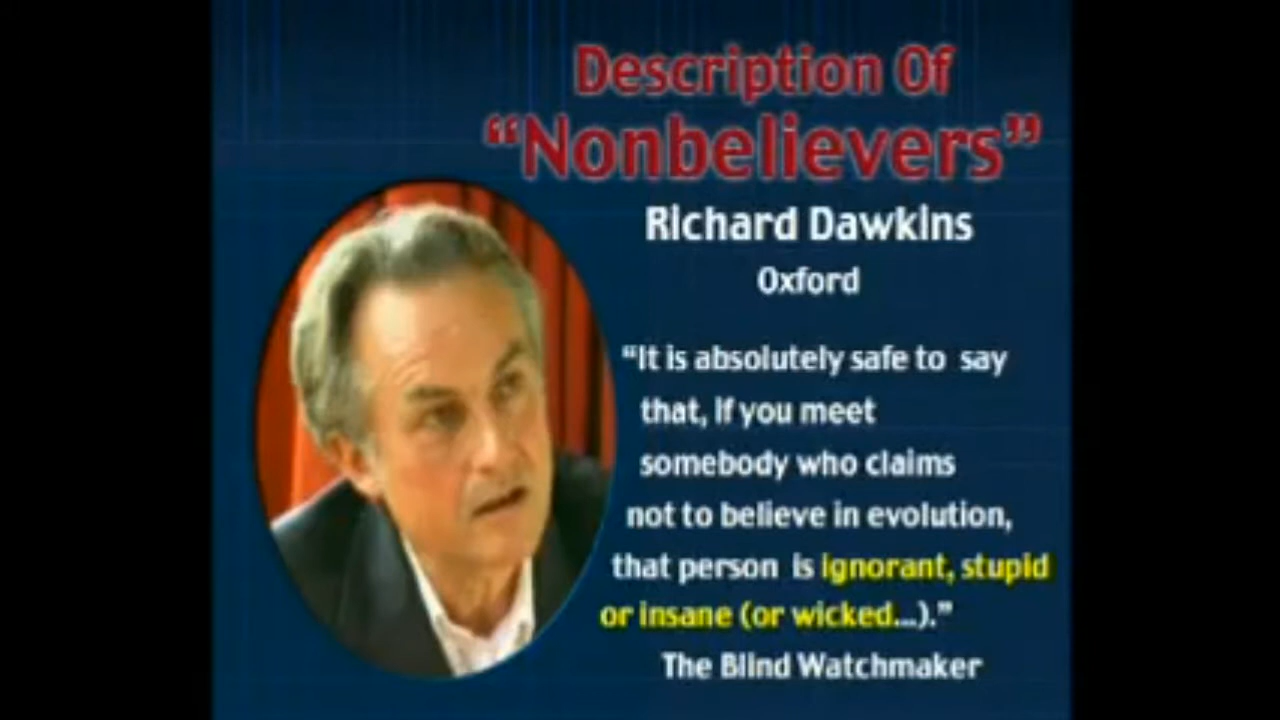 Description Of
“Nonbelievers”
Richard Dawkins
Oxford
“It is absolutely safe to say
that, if you meet
somebody who claims
not to believe in evolution,
that person is ignorant, stupid
or insane (or wicked...).”
The Blind Watchmaker